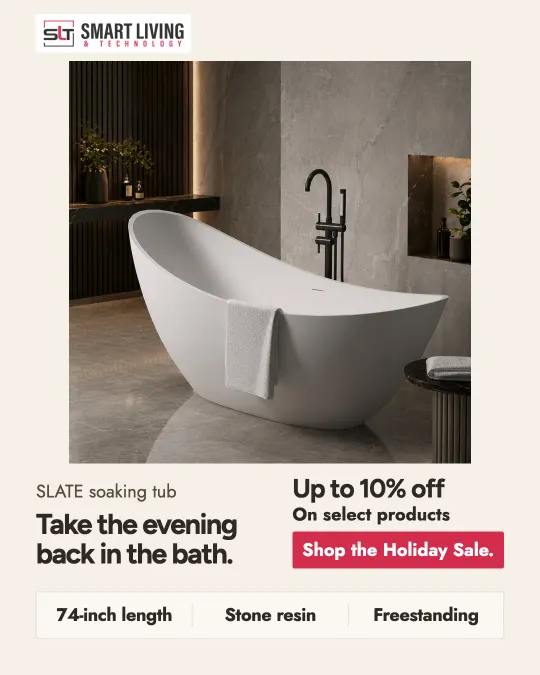 SLT SMART LIVING
& TECHNOLOGY
SLATE soaking tub
Take the evening
back in the bath.
Up to 10% off
On select products
Shop the Holiday Sale.
74-inch length
Stone resin
Freestanding